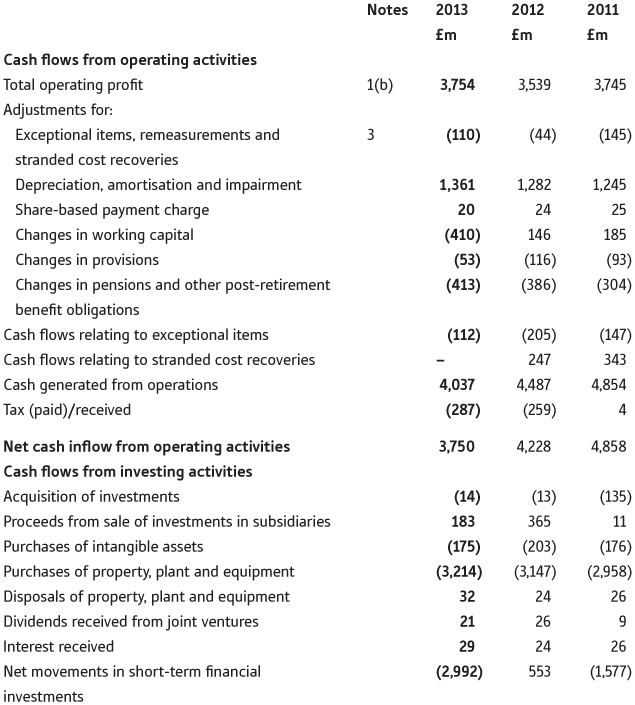 Notes 2013 2012 2011
£m £m £m
Cash flows from operating activities
Total operating profit 1(b) 3,754 3,539 3,745
Adjustments for:
Exceptional items, remeasurements and 3 (110) (44) (145)
stranded cost recoveries
Depreciation, amortisation and impairment 1,361 1,282 1,245
Share-based payment charge 20 24 25
Changes in working capital (410) 146 185
Changes in provisions (53) (116) (93)
Changes in pensions and other post-retirement (413) (386) (304)
benefit obligations
Cash flows relating to exceptional items (112) (205) (147)
Cash flows relating to stranded cost recoveries – 247 343
Cash generated from operations 4,037 4,487 4,854
Tax (paid)/received (287) (259) 4
Net cash inflow from operating activities 3,750 4,228 4,858
Cash flows from investing activities
Acquisition of investments (14) (13) (135)
Proceeds from sale of investments in subsidiaries 183 365 11
Purchases of intangible assets (175) (203) (176)
Purchases of property, plant and equipment (3,214) (3,147) (2,958)
Disposals of property, plant and equipment 32 24 26
Dividends received from joint ventures 21 26 9
Interest received 29 24 26
Net movements in short-term financial (2,992) 553 (1,577)
investments